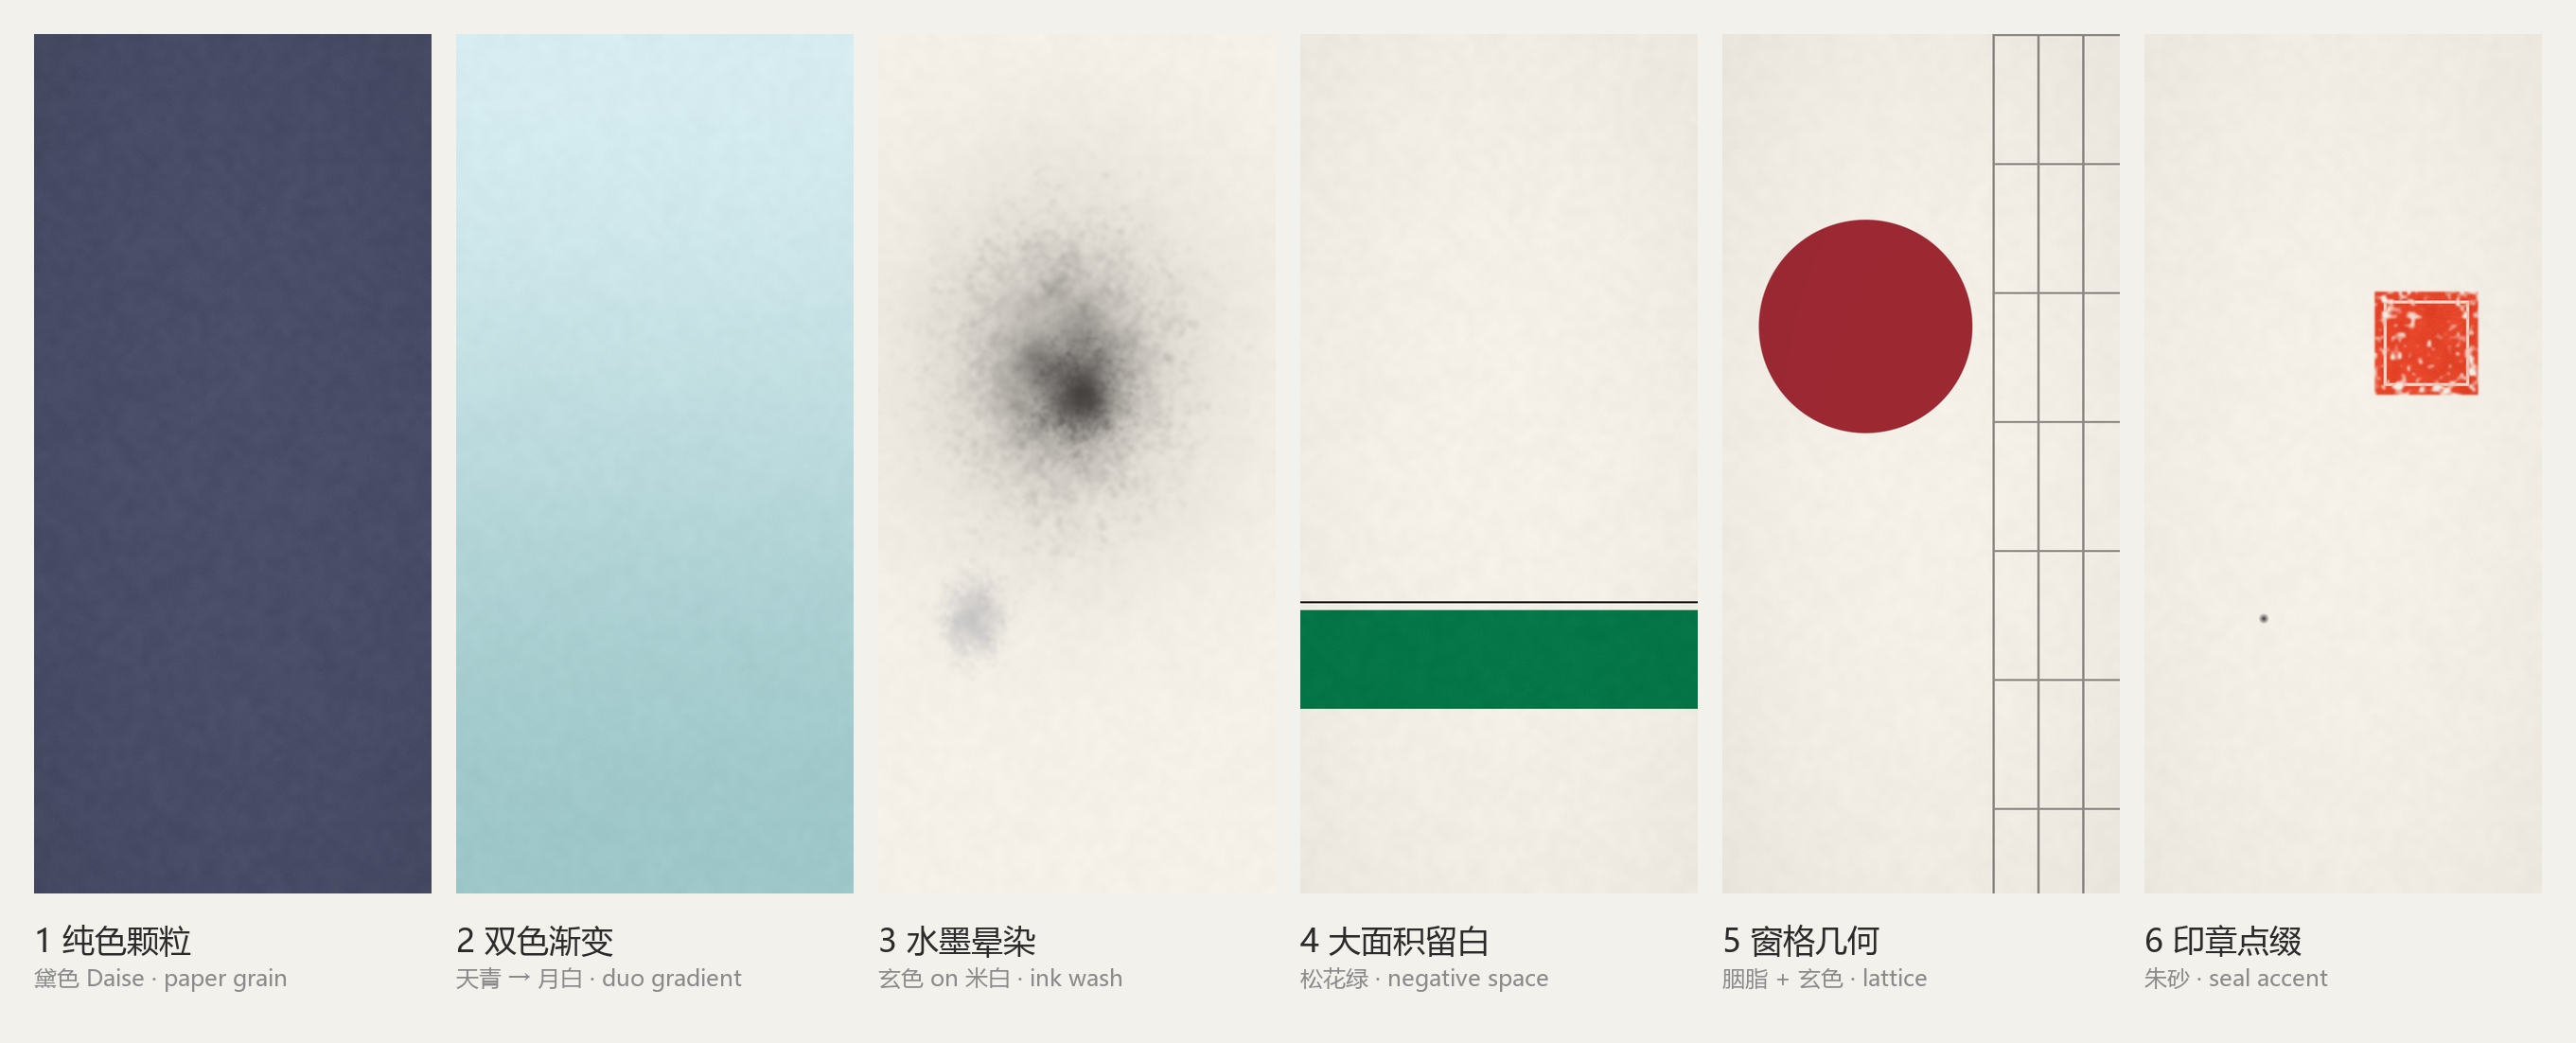 1 纯色颗粒
黛色 Daise · paper grain
2 双色渐变
天青 → 月白 · duo gradient
3 水墨晕染
玄色 on 米白 · ink wash
4 大面积留白
松花绿 · negative space
5 窗格几何
胭脂 + 玄色 · lattice
6 印章点缀
朱砂 · seal accent